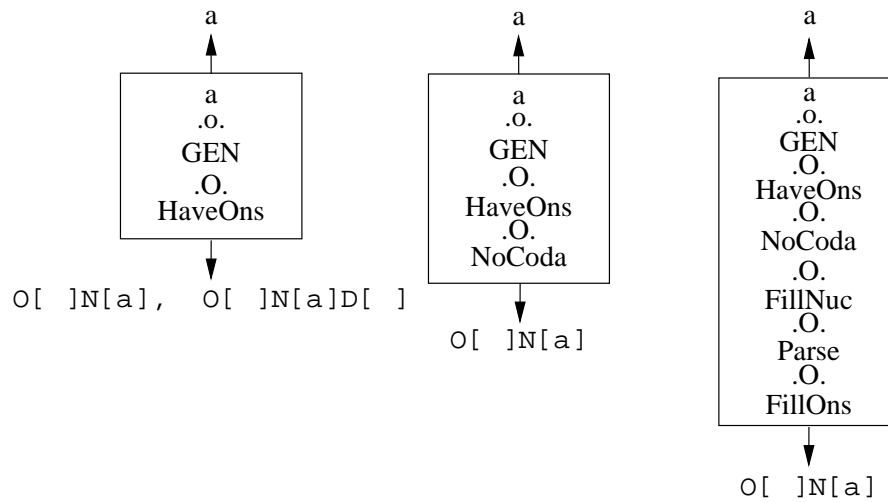 a
a
.o.
GEN
.O.
HaveOns
O[ ]N[a], O[ ]N[a]D[ ]
a
a
.o.
GEN
.O.
HaveOns
.O.
NoCoda
O[ ]N[a]
a
a
.o.
GEN
.O.
HaveOns
.O.
NoCoda
.O.
FillNuc
.O.
Parse
.O.
FillOns
O[ ]N[a]